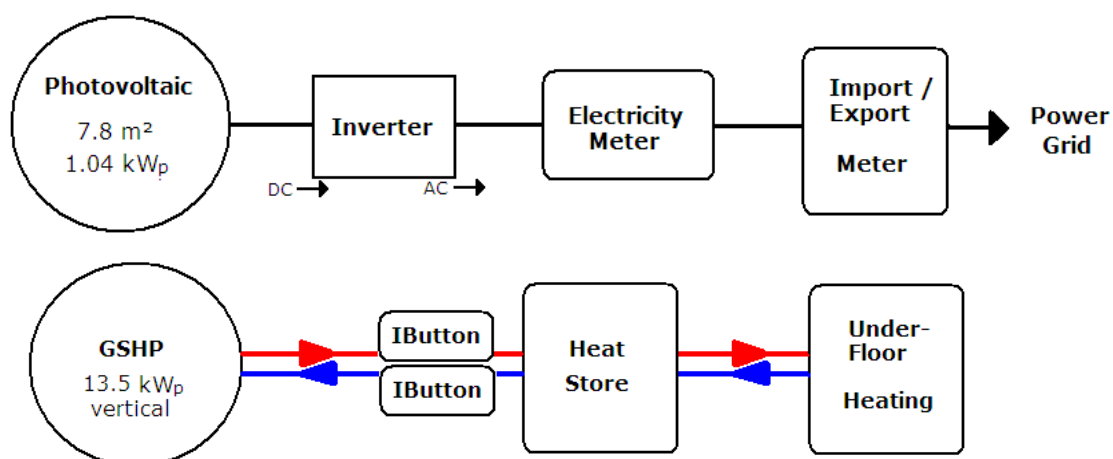 Photovoltaic
7.8 m²
1.04 kWp
Inverter
DC
AC
Electricity
Meter
Import /
Export
Meter
Power
Grid
GSHP
13.5 kWp
vertical
IButton
IButton
Heat
Store
Under-
Floor
Heating